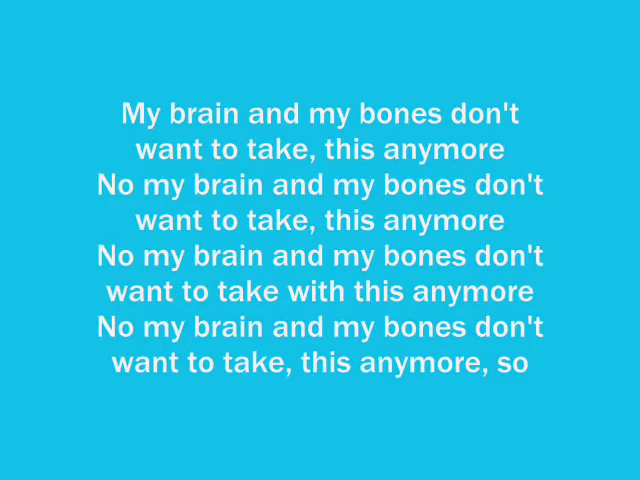 My brain and my bones don't
want to take, this anymore
No my brain and my bones don't
want to take, this anymore
No my brain and my bones don't
want to take with this anymore
No my brain and my bones don't
want to take, this anymore, so